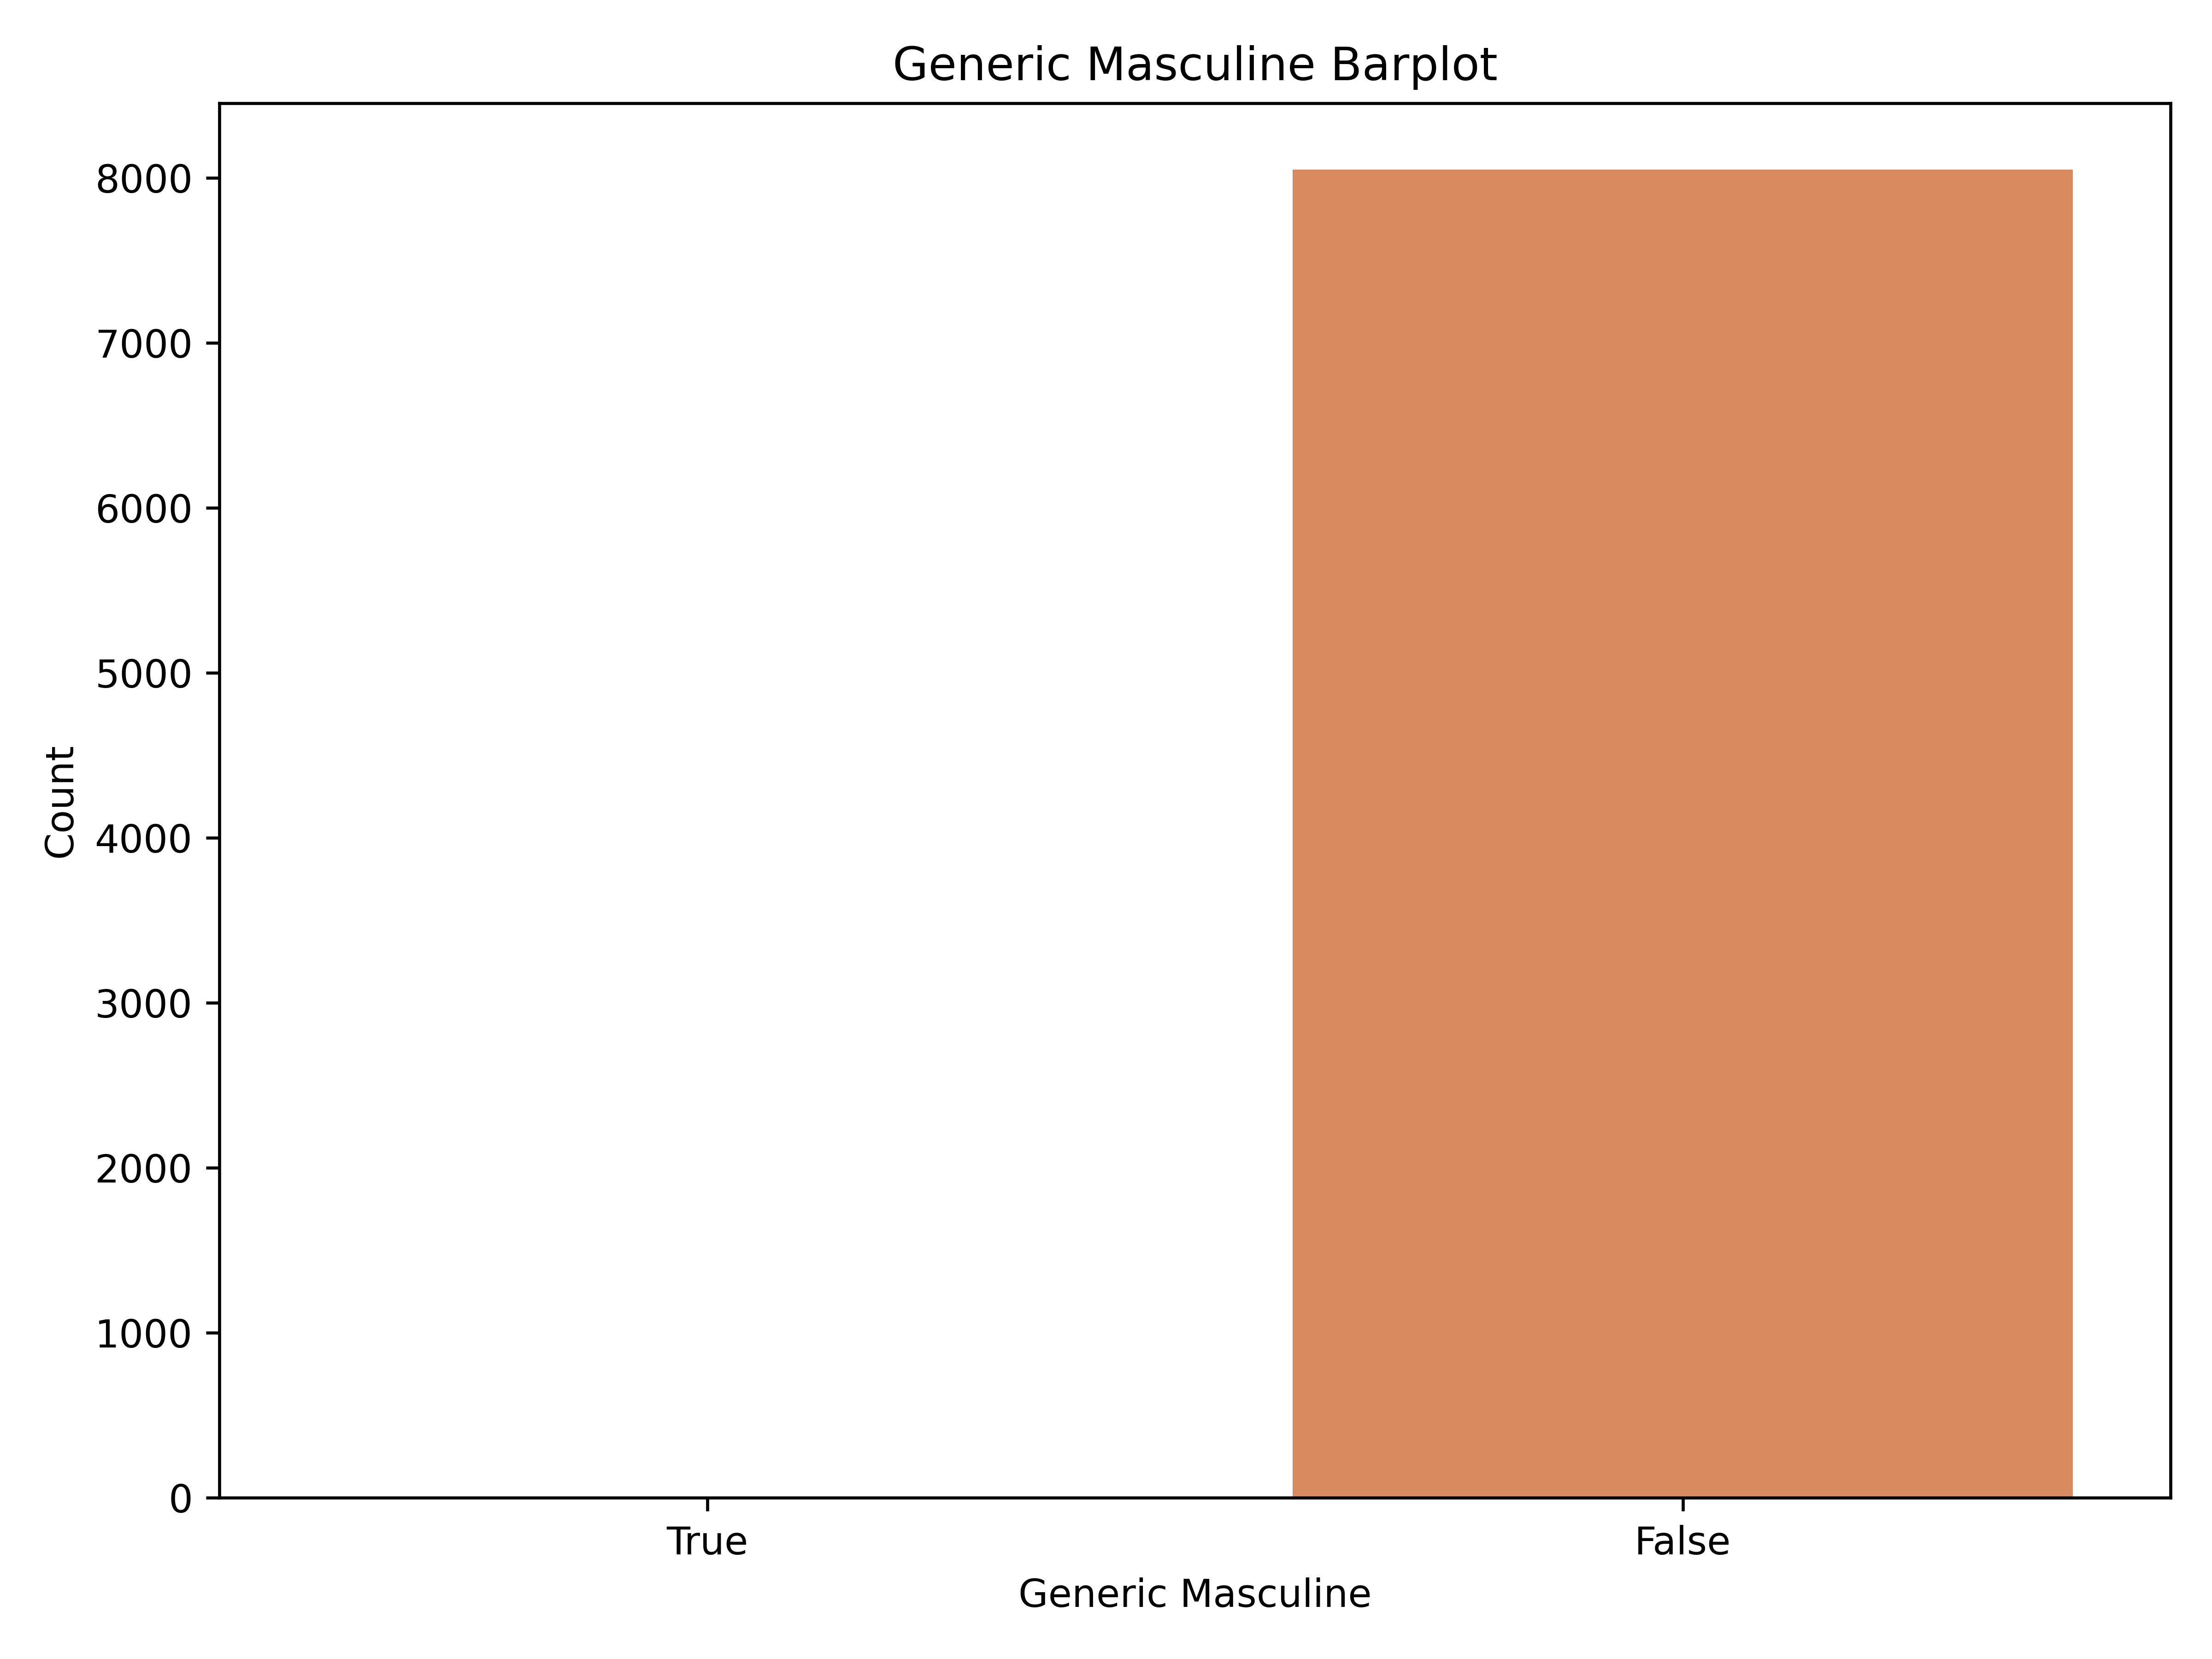 Generic Masculine Barplot
8000
7000
6000
5000
4000
3000
2000
1000
0
Count
True
False
Generic Masculine